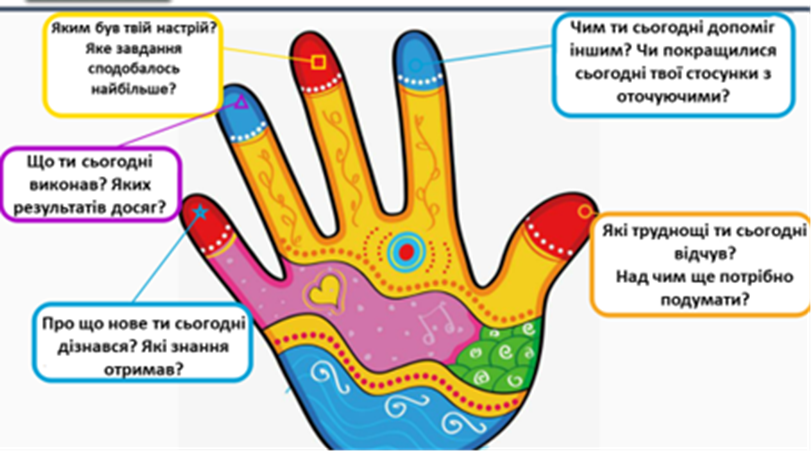 Яким був твій настрій?
Яке завдання
сподобалось
найбільше?
Чим ти сьогодні допоміг
іншим? Чи покращилися
сьогодні твої стосунки з
оточуючими?
Що ти сьогодні
виконав? Яких
результатів досяг?
Які труднощі ти сьогодні
відчув?
Над чим ще потрібно
подумати?
Про що нове ти сьогодні
дізнався? Які знання
отримав?